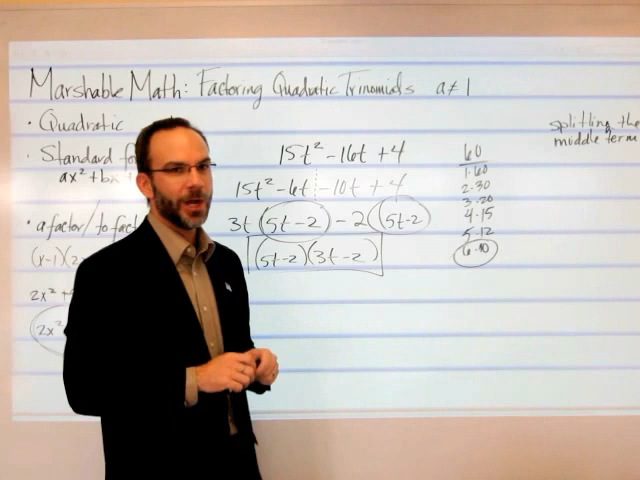 Marshable Math: Factoring Quadratic Trinomials a≠1
• Quadratic
• Standard for
ax²+bx+
• a factor/to fact
(x-1)(2x
2x²+
2x²
15t²-16t+4
15t²-6t-10t+4
3t(5t-2)-2(5t-2)
(5t-2)(3t-2)
60
1·60
2·30
3·20
4·15
5·12
6·10
splitting the
middle term